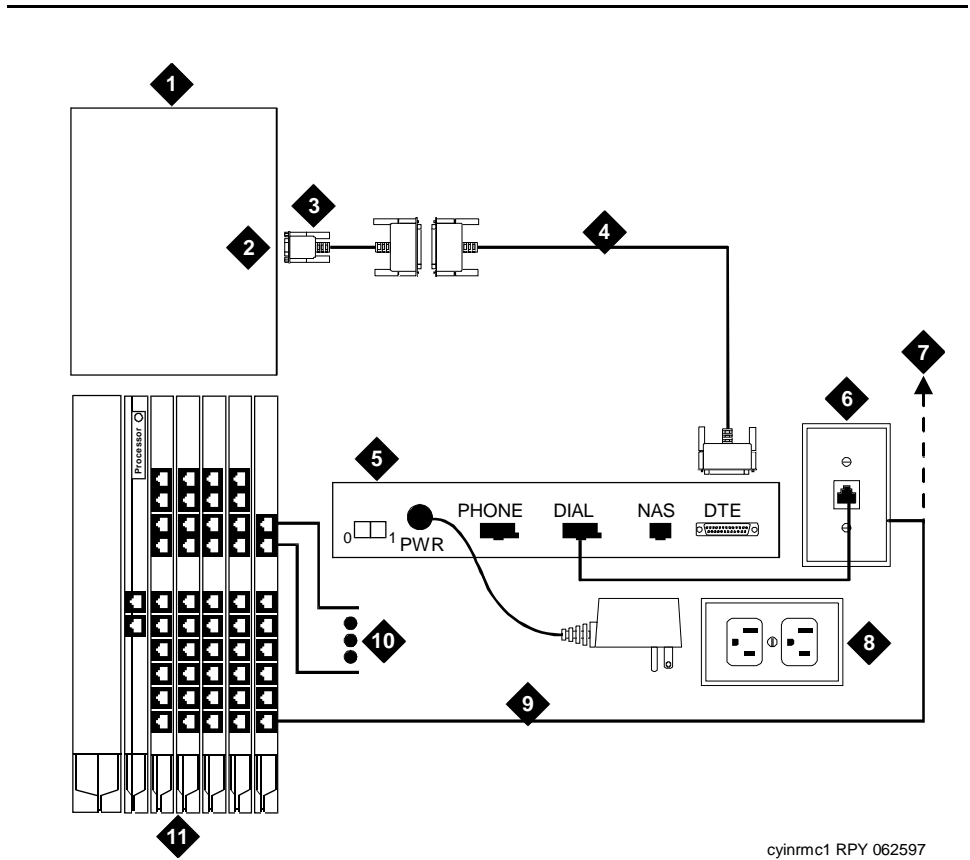 1
3
2
4
7
6
Processor
5
PHONE DIAL NAS DTE
0 1 PWR
10
8
9
11
cyinrmc1 RPY 062597